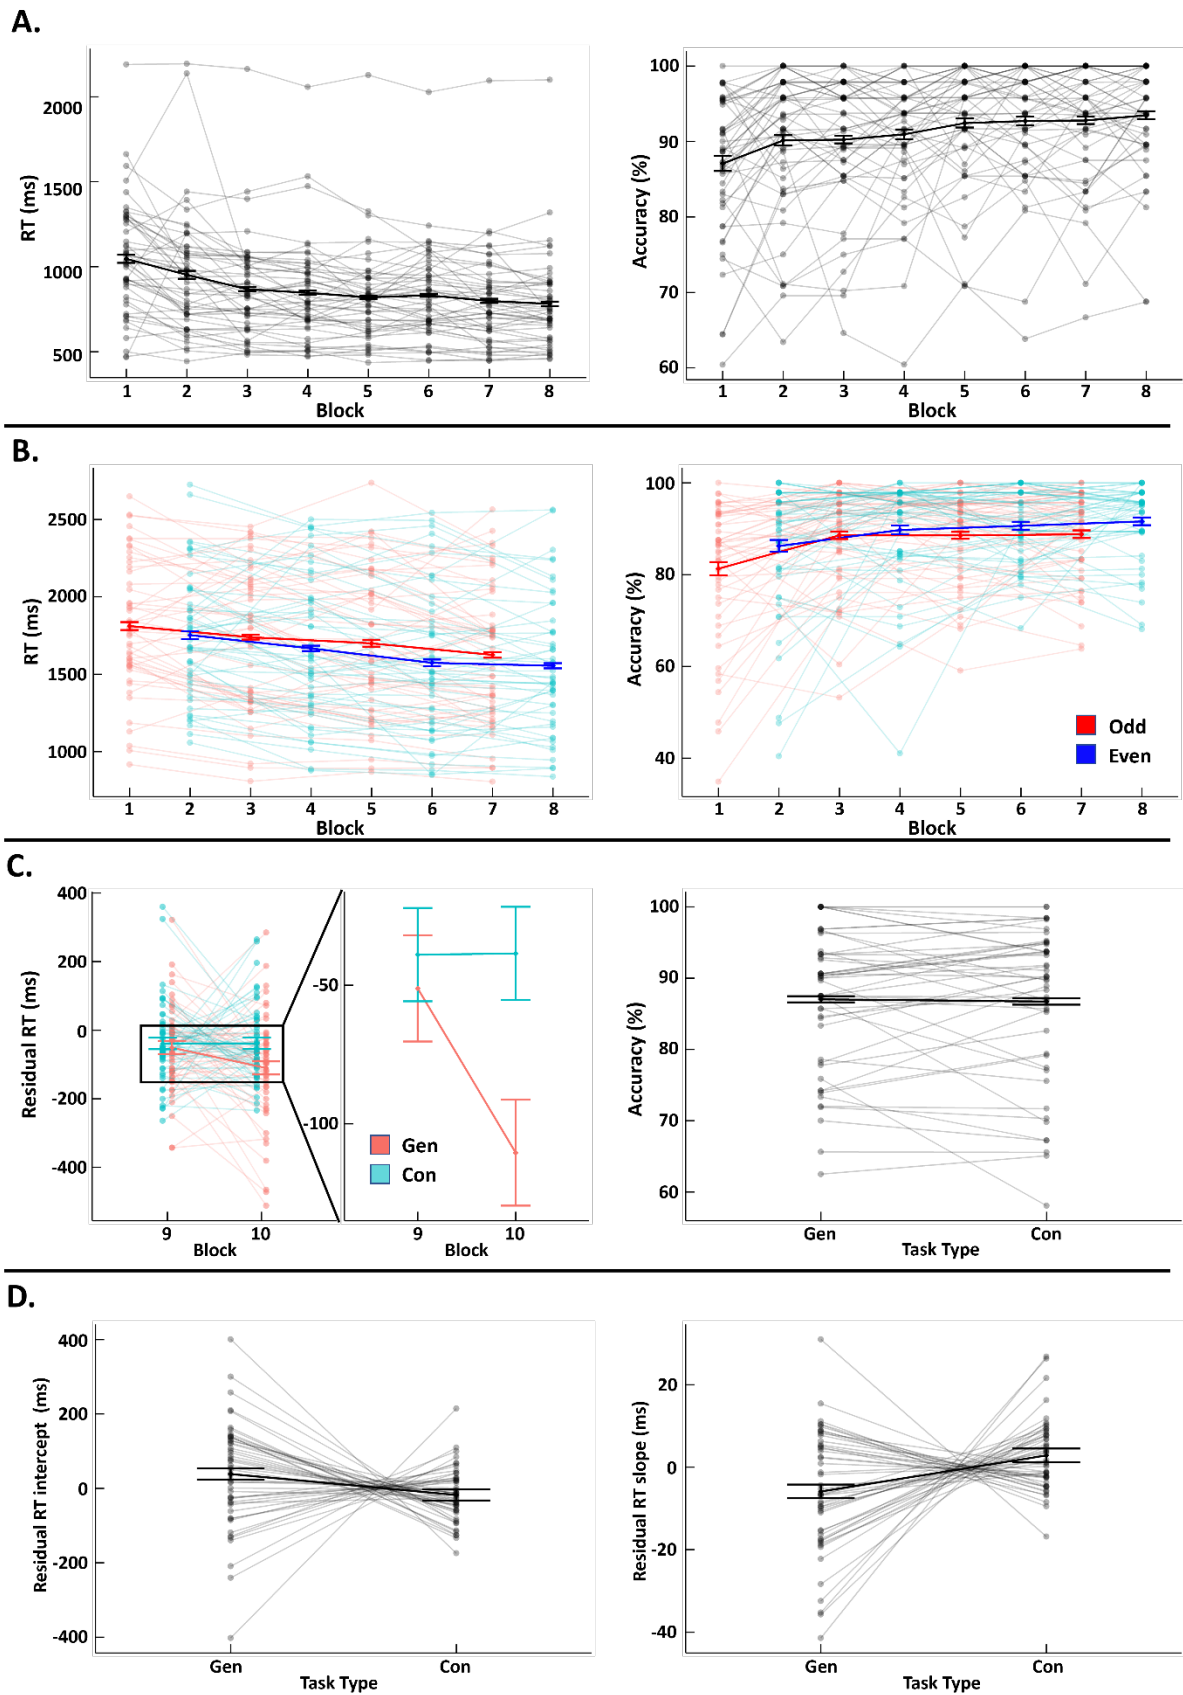 A.
RT (ms)
2000
1500
1000
500
1 2 3 4 5 6 7 8
Block
Accuracy (%)
100
90
80
70
60
1 2 3 4 5 6 7 8
Block
B.
RT (ms)
2500
2000
1500
1000
1 2 3 4 5 6 7 8
Block
Accuracy (%)
100
80
60
40
Odd
Even
1 2 3 4 5 6 7 8
Block
C.
Residual RT (ms)
400
200
0
-200
-400
9 10
Block
-50
-100
Gen
Con
9 10
Block
Accuracy (%)
100
90
80
70
60
Gen Con
Task Type
D.
Residual RT intercept (ms)
400
200
0
-200
-400
Gen Con
Task Type
Residual RT slope (ms)
20
0
-20
-40
Gen Con
Task Type